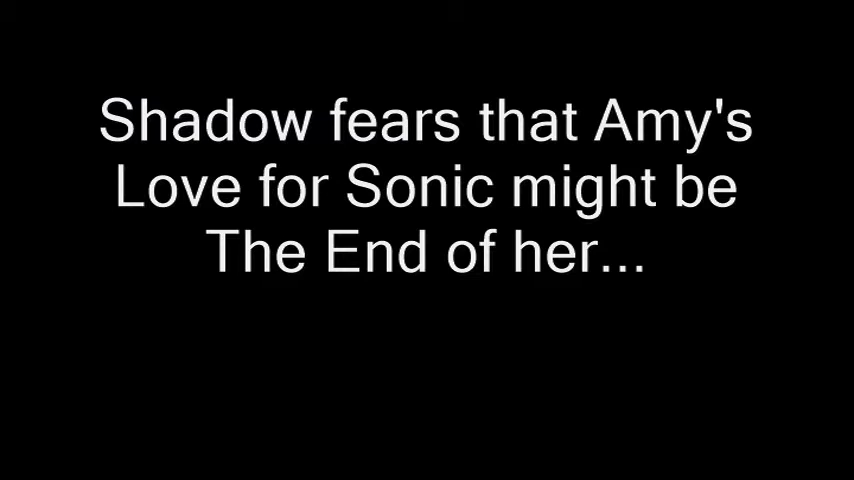 Shadow fears that Amy's
Love for Sonic might be
The End of her...